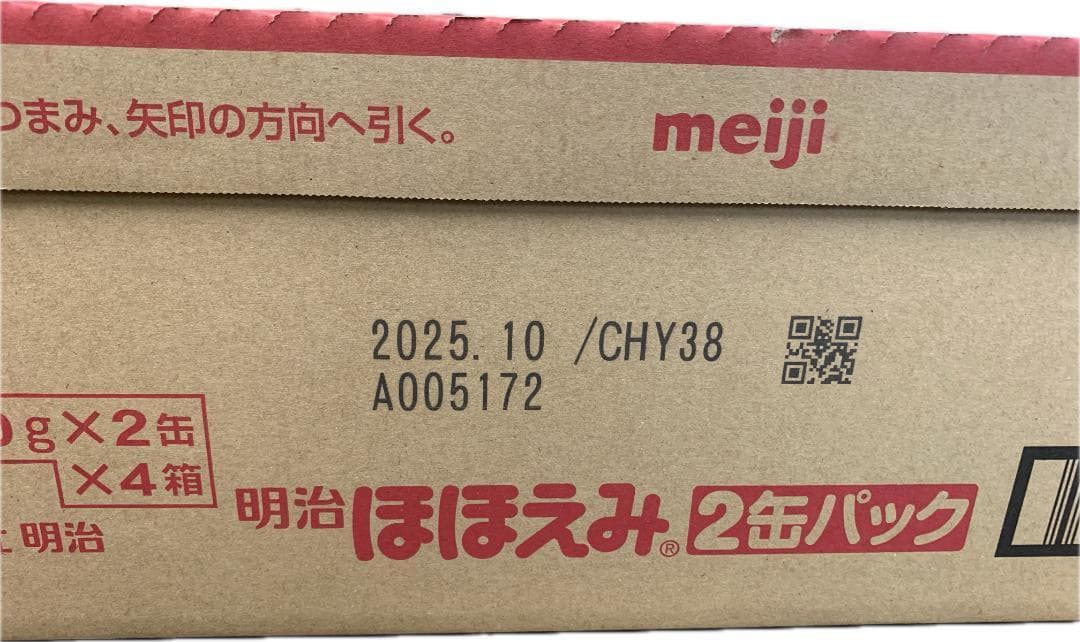 つまみ、矢印の方向へ引く。
meiji
2025.10 /CHY38
A005172
g×2缶
×4箱
明治
明治ほほえみ® 2缶パック